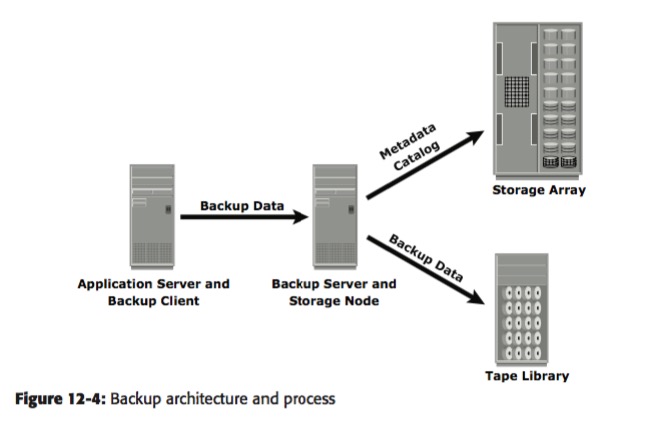 Metadata
Catalog
Storage Array
Backup Data
Application Server and
Backup Client
Backup Server and
Storage Node
Backup Data
Tape Library
Figure 12-4: Backup architecture and process